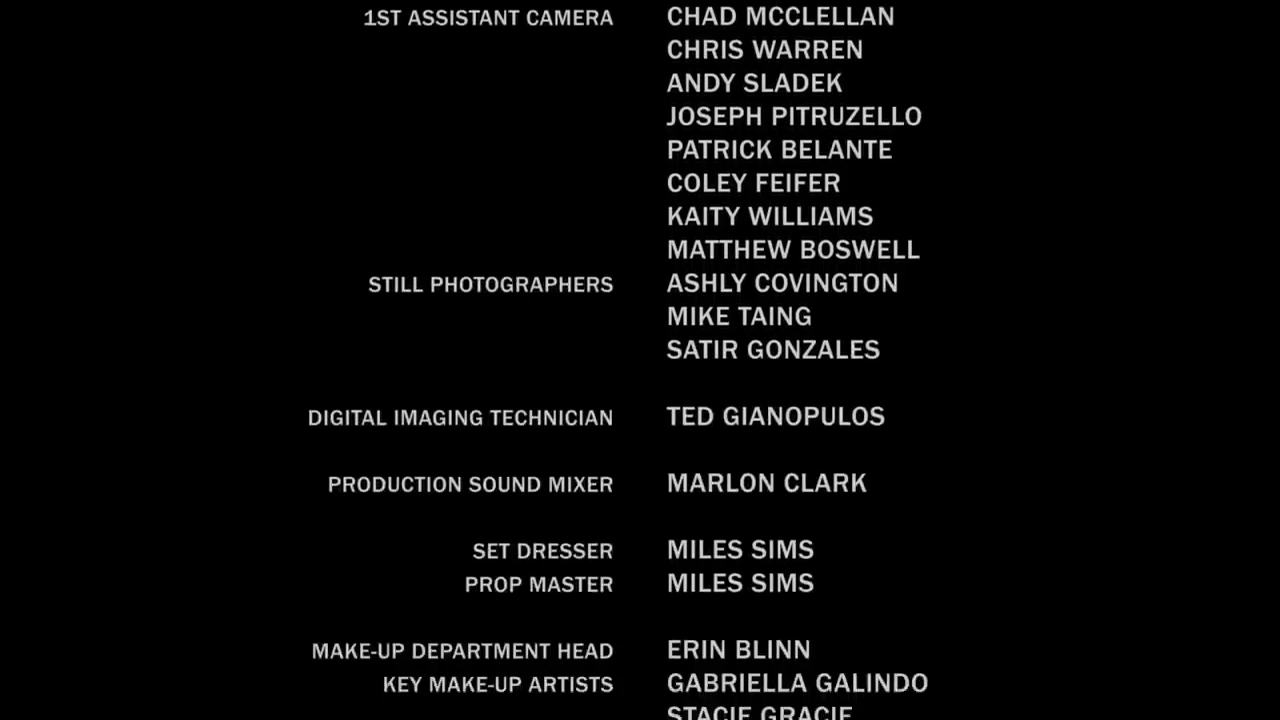 1ST ASSISTANT CAMERA CHAD MCCLELLAN
CHRIS WARREN
ANDY SLADEK
JOSEPH PITRUZELLO
PATRICK BELANTE
COLEY FEIFER
KAITY WILLIAMS
MATTHEW BOSWELL
STILL PHOTOGRAPHERS ASHLY COVINGTON
MIKE TAING
SATIR GONZALES
DIGITAL IMAGING TECHNICIAN TED GIANOPULOS
PRODUCTION SOUND MIXER MARLON CLARK
SET DRESSER MILES SIMS
PROP MASTER MILES SIMS
MAKE-UP DEPARTMENT HEAD ERIN BLINN
KEY MAKE-UP ARTISTS GABRIELLA GALINDO
STACIE GRACIE